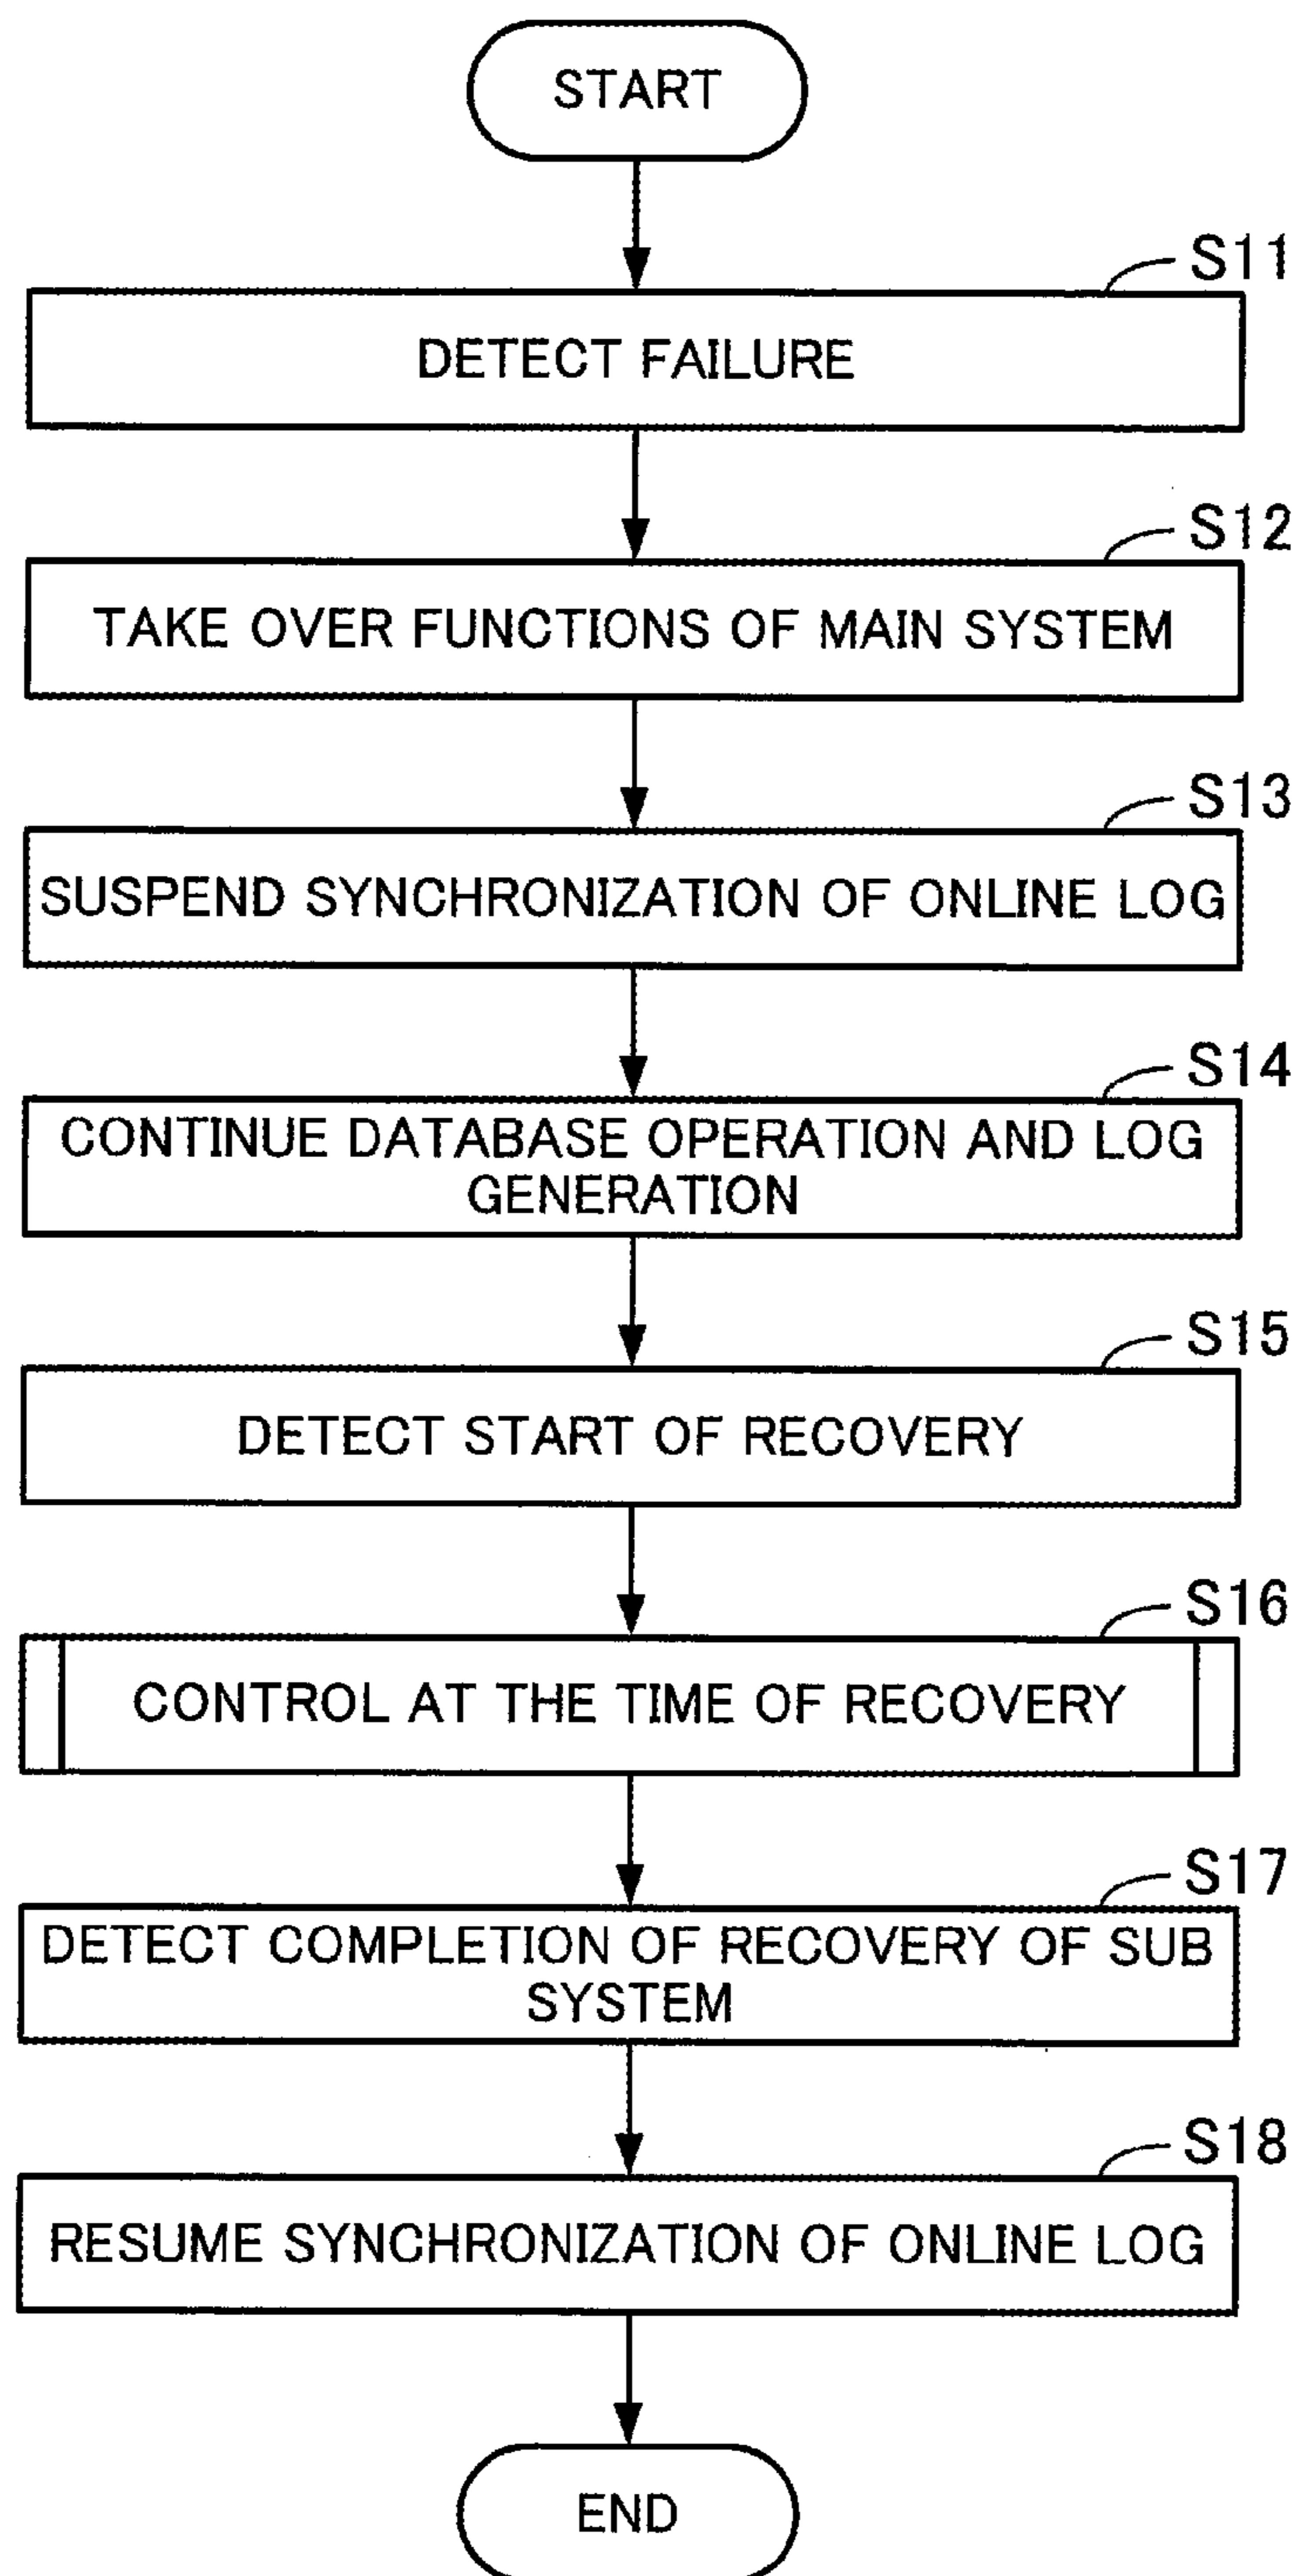 START
S11
DETECT FAILURE
S12
TAKE OVER FUNCTIONS OF MAIN SYSTEM
S13
SUSPEND SYNCHRONIZATION OF ONLINE LOG
S14
CONTINUE DATABASE OPERATION AND LOG
GENERATION
S15
DETECT START OF RECOVERY
S16
CONTROL AT THE TIME OF RECOVERY
S17
DETECT COMPLETION OF RECOVERY OF SUB
SYSTEM
S18
RESUME SYNCHRONIZATION OF ONLINE LOG
END